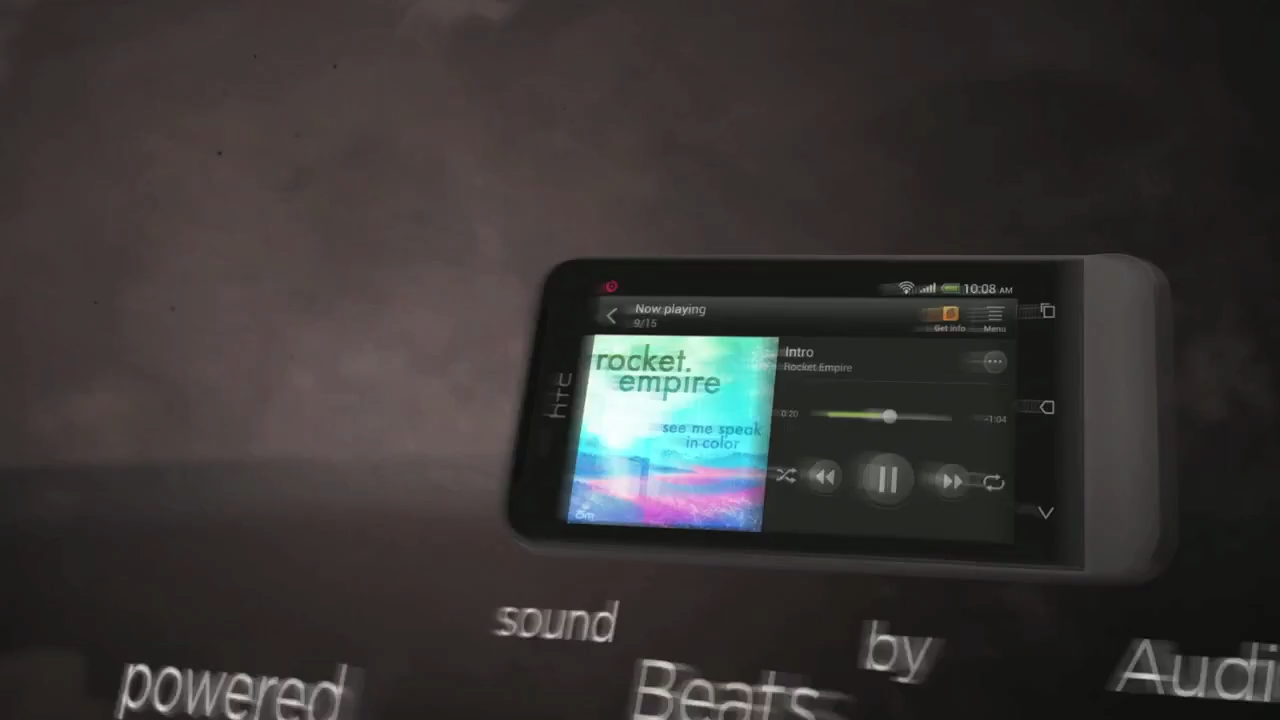 10:08 AM
Now playing
9/15
Get info
Menu
rocket.
empire
see me speak
in color
Intro
Rocket Empire
0:20
-1:04
htc
sound
by
powered
Beats
Audi